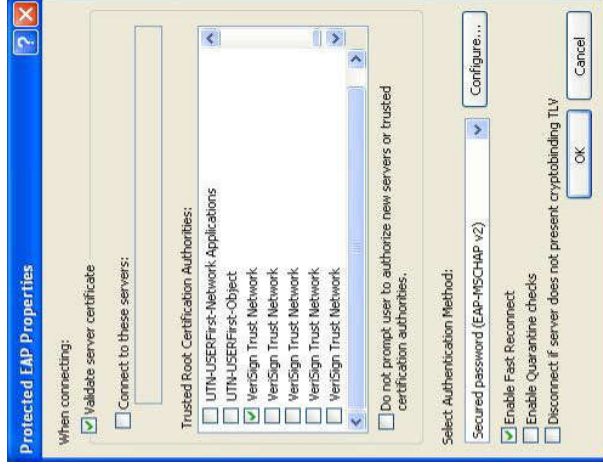 Protected EAP Properties
When connecting:
Validate server certificate
Connect to these servers:
Trusted Root Certification Authorities:
UTN-USERFirst-Network Applications
UTN-USERFirst-Object
VeriSign Trust Network
VeriSign Trust Network
VeriSign Trust Network
VeriSign Trust Network
VeriSign Trust Network
Do not prompt user to authorize new servers or trusted
certification authorities.
Select Authentication Method:
Secured password (EAP-MSCHAP v2)
Configure...
Enable Fast Reconnect
Enable Quarantine checks
Disconnect if server does not present cryptobinding TLV
OK
Cancel